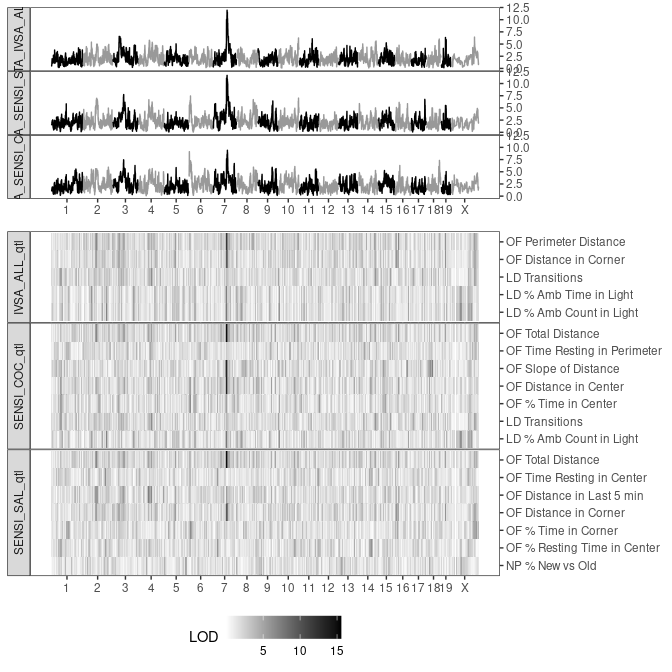 12.5
10.0
7.5
5.0
2.5
0.0
12.5
10.0
7.5
5.0
2.5
0.0
12.5
10.0
7.5
5.0
2.5
0.0
STA_IVSA_AL
CA_SENSI_
A_SENSI_
1 2 3 4 5 6 7 8 9 10 11 12 13 14 15 16 17 18 19 X
IVSA_ALL_qtl
OF Perimeter Distance
OF Distance in Corner
LD Transitions
LD % Amb Time in Light
LD % Amb Count in Light
SENSI_COC_qtl
OF Total Distance
OF Time Resting in Perimeter
OF Slope of Distance
OF Distance in Center
OF % Time in Center
LD Transitions
LD % Amb Count in Light
SENSI_SAL_qtl
OF Total Distance
OF Time Resting in Center
OF Distance in Last 5 min
OF Distance in Corner
OF % Time in Corner
OF % Resting Time in Center
NP % New vs Old
1 2 3 4 5 6 7 8 9 10 11 12 13 14 15 16 17 18 19 X
LOD
5 10 15